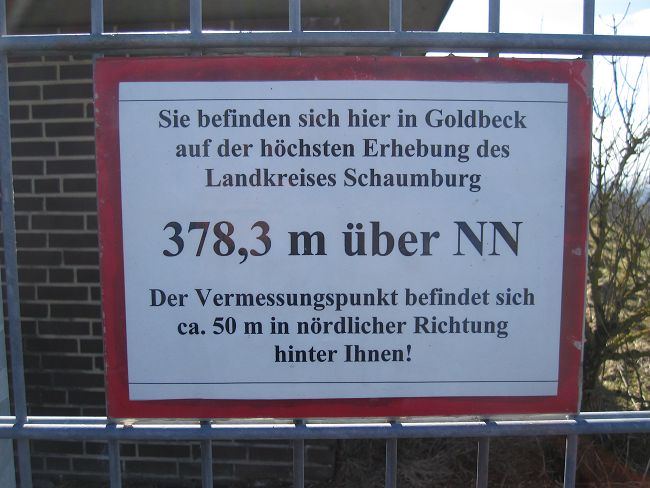 Sie befinden sich hier in Goldbeck
auf der höchsten Erhebung des
Landkreises Schaumburg
378,3 m über NN
Der Vermessungspunkt befindet sich
ca. 50 m in nördlicher Richtung
hinter Ihnen!